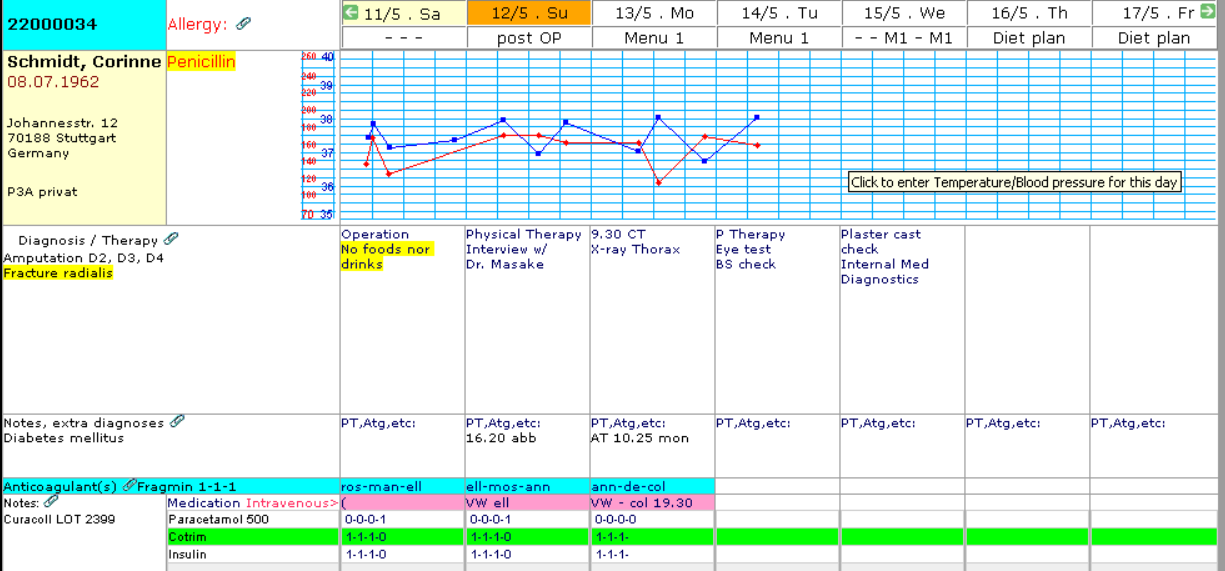 22000034
Allergy:
11/5 . Sa
12/5 . Su
13/5 . Mo
14/5 . Tu
15/5 . We
16/5 . Th
17/5 . Fr
- - -
post OP
Menu 1
Menu 1
- - M1 - M1
Diet plan
Diet plan
Schmidt, Corinne
08.07.1962
Johannesstr. 12
70188 Stuttgart
Germany
P3A privat
Penicillin
260 40
240
39
220
200
180 38
160
37
140
120
36
100
70 35
Click to enter Temperature/Blood pressure for this day
Diagnosis / Therapy
Amputation D2, D3, D4
Fracture radialis
Operation
No foods nor
drinks
Physical Therapy
Interview w/
Dr. Masake
9.30 CT
X-ray Thorax
P Therapy
Eye test
BS check
Plaster cast
check
Internal Med
Diagnostics
Notes, extra diagnoses
Diabetes mellitus
PT,Atg,etc:
PT,Atg,etc:
16.20 abb
PT,Atg,etc:
AT 10.25 mon
PT,Atg,etc:
PT,Atg,etc:
PT,Atg,etc:
PT,Atg,etc:
Anticoagulant(s) Fragmin 1-1-1
ros-man-ell
ell-mos-ann
ann-de-col
Notes:
Curacoll LOT 2399
Medication Intravenous>
(
VW ell
VW - col 19.30
Paracetamol 500
0-0-0-1
0-0-0-1
0-0-0-0
Cotrim
1-1-1-0
1-1-1-0
1-1-1-
Insulin
1-1-1-0
1-1-1-0
1-1-1-